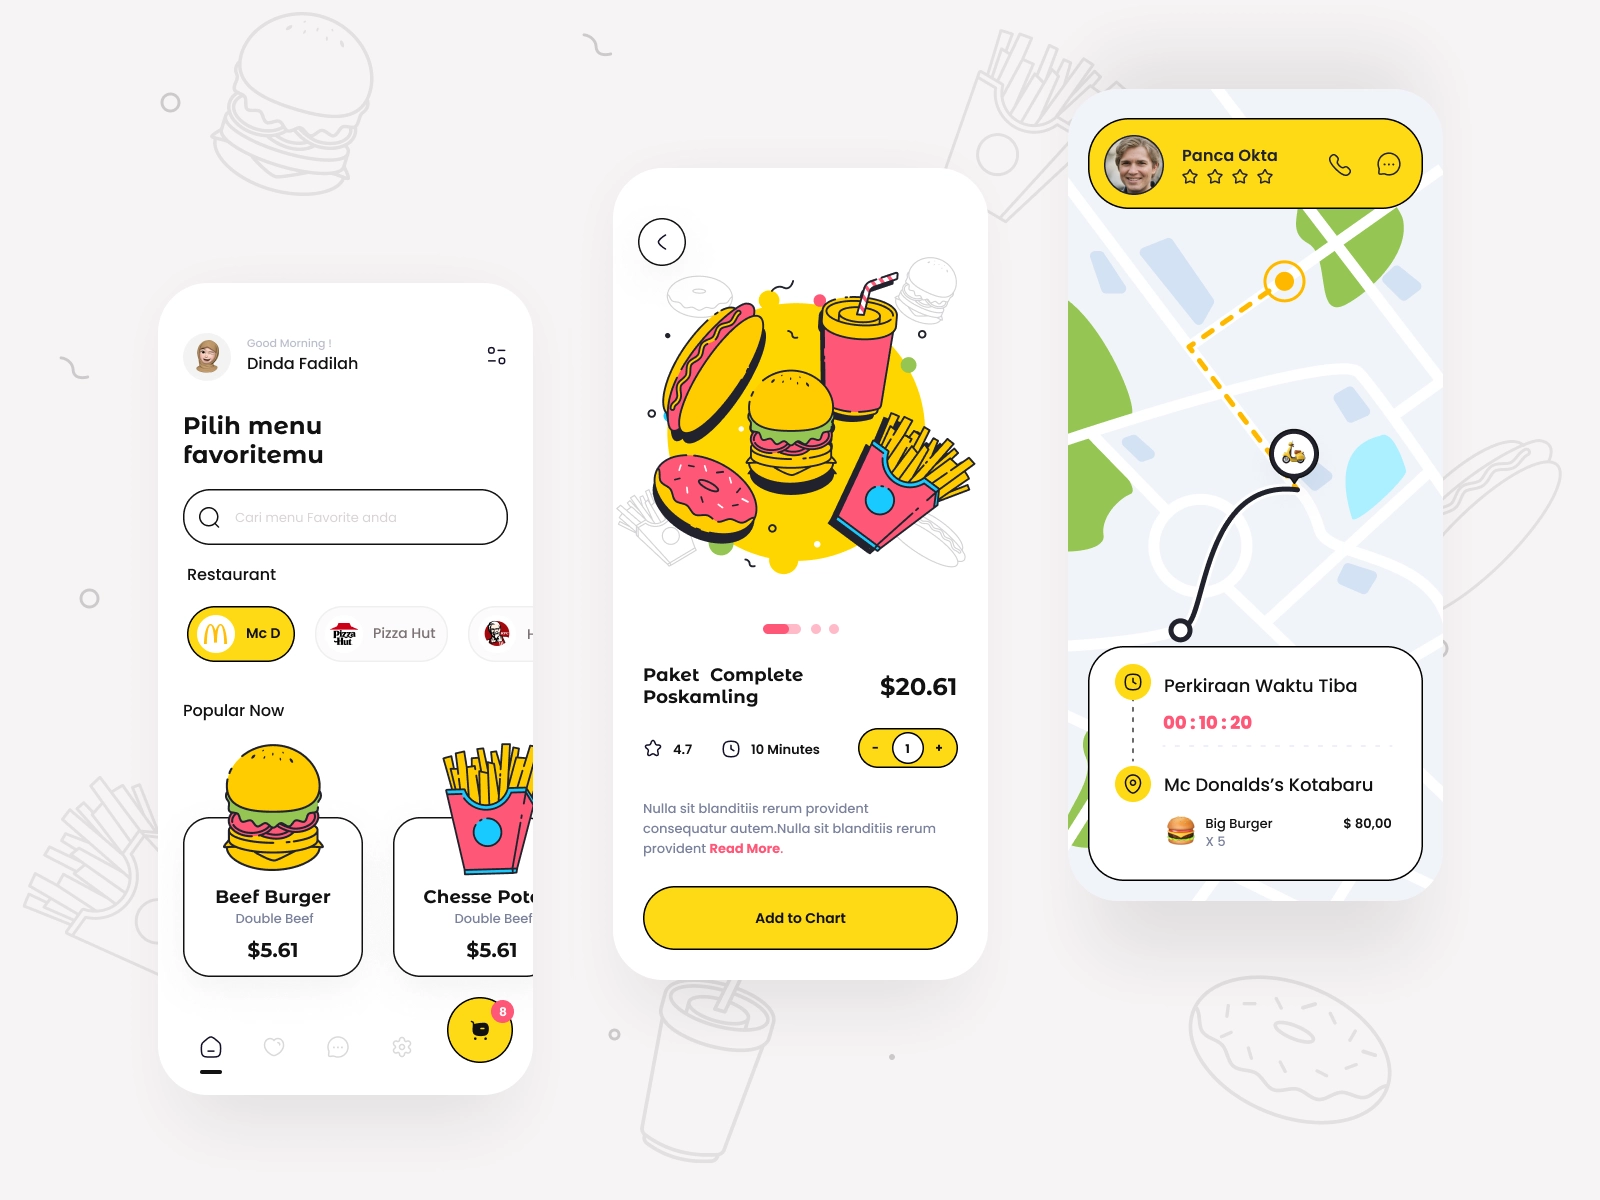 Good Morning !
Dinda Fadilah
Pilih menu
favoritemu
Cari menu Favorite anda
Restaurant
Mc D
Pizza Hut
Pizza Hut
H
Popular Now
Beef Burger
Double Beef
$5.61
Chesse Pot
Double Beef
$5.61
8
Paket Complete
Poskamling
$20.61
4.7
10 Minutes
- 1 +
Nulla sit blanditiis rerum provident
consequatur autem.Nulla sit blanditiis rerum
provident Read More.
Add to Chart
Panca Okta
Perkiraan Waktu Tiba
00 : 10 : 20
Mc Donalds’s Kotabaru
Big Burger
$ 80,00
X 5